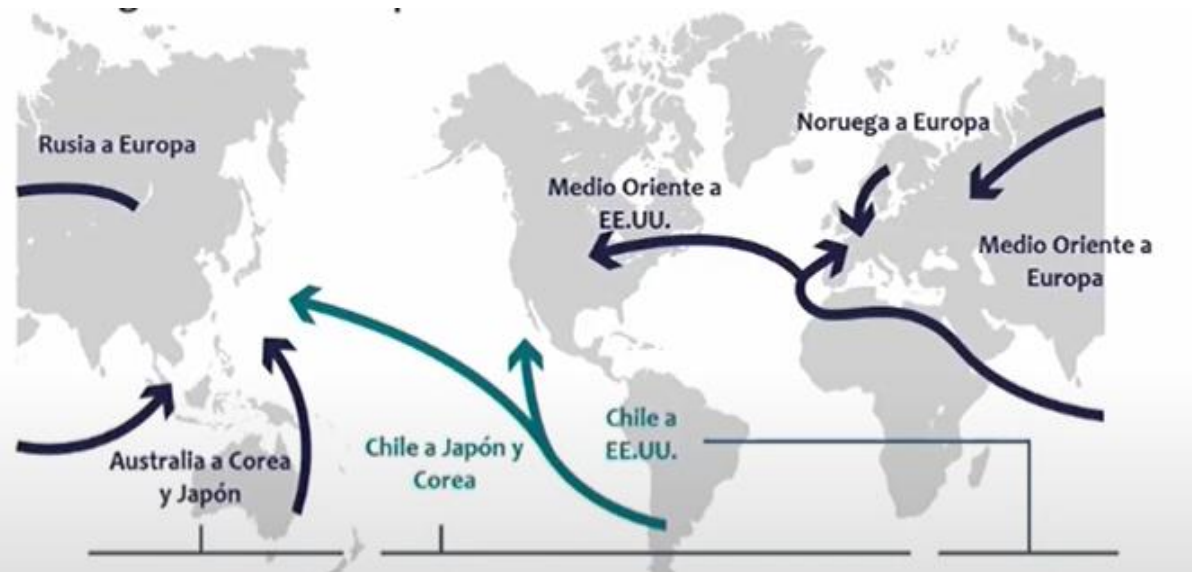 Rusia a Europa
Noruega a Europa
Medio Oriente a
EE.UU.
Medio Oriente a
Europa
Chile a
EE.UU.
Chile a Japón y
Corea
Australia a Corea
y Japón